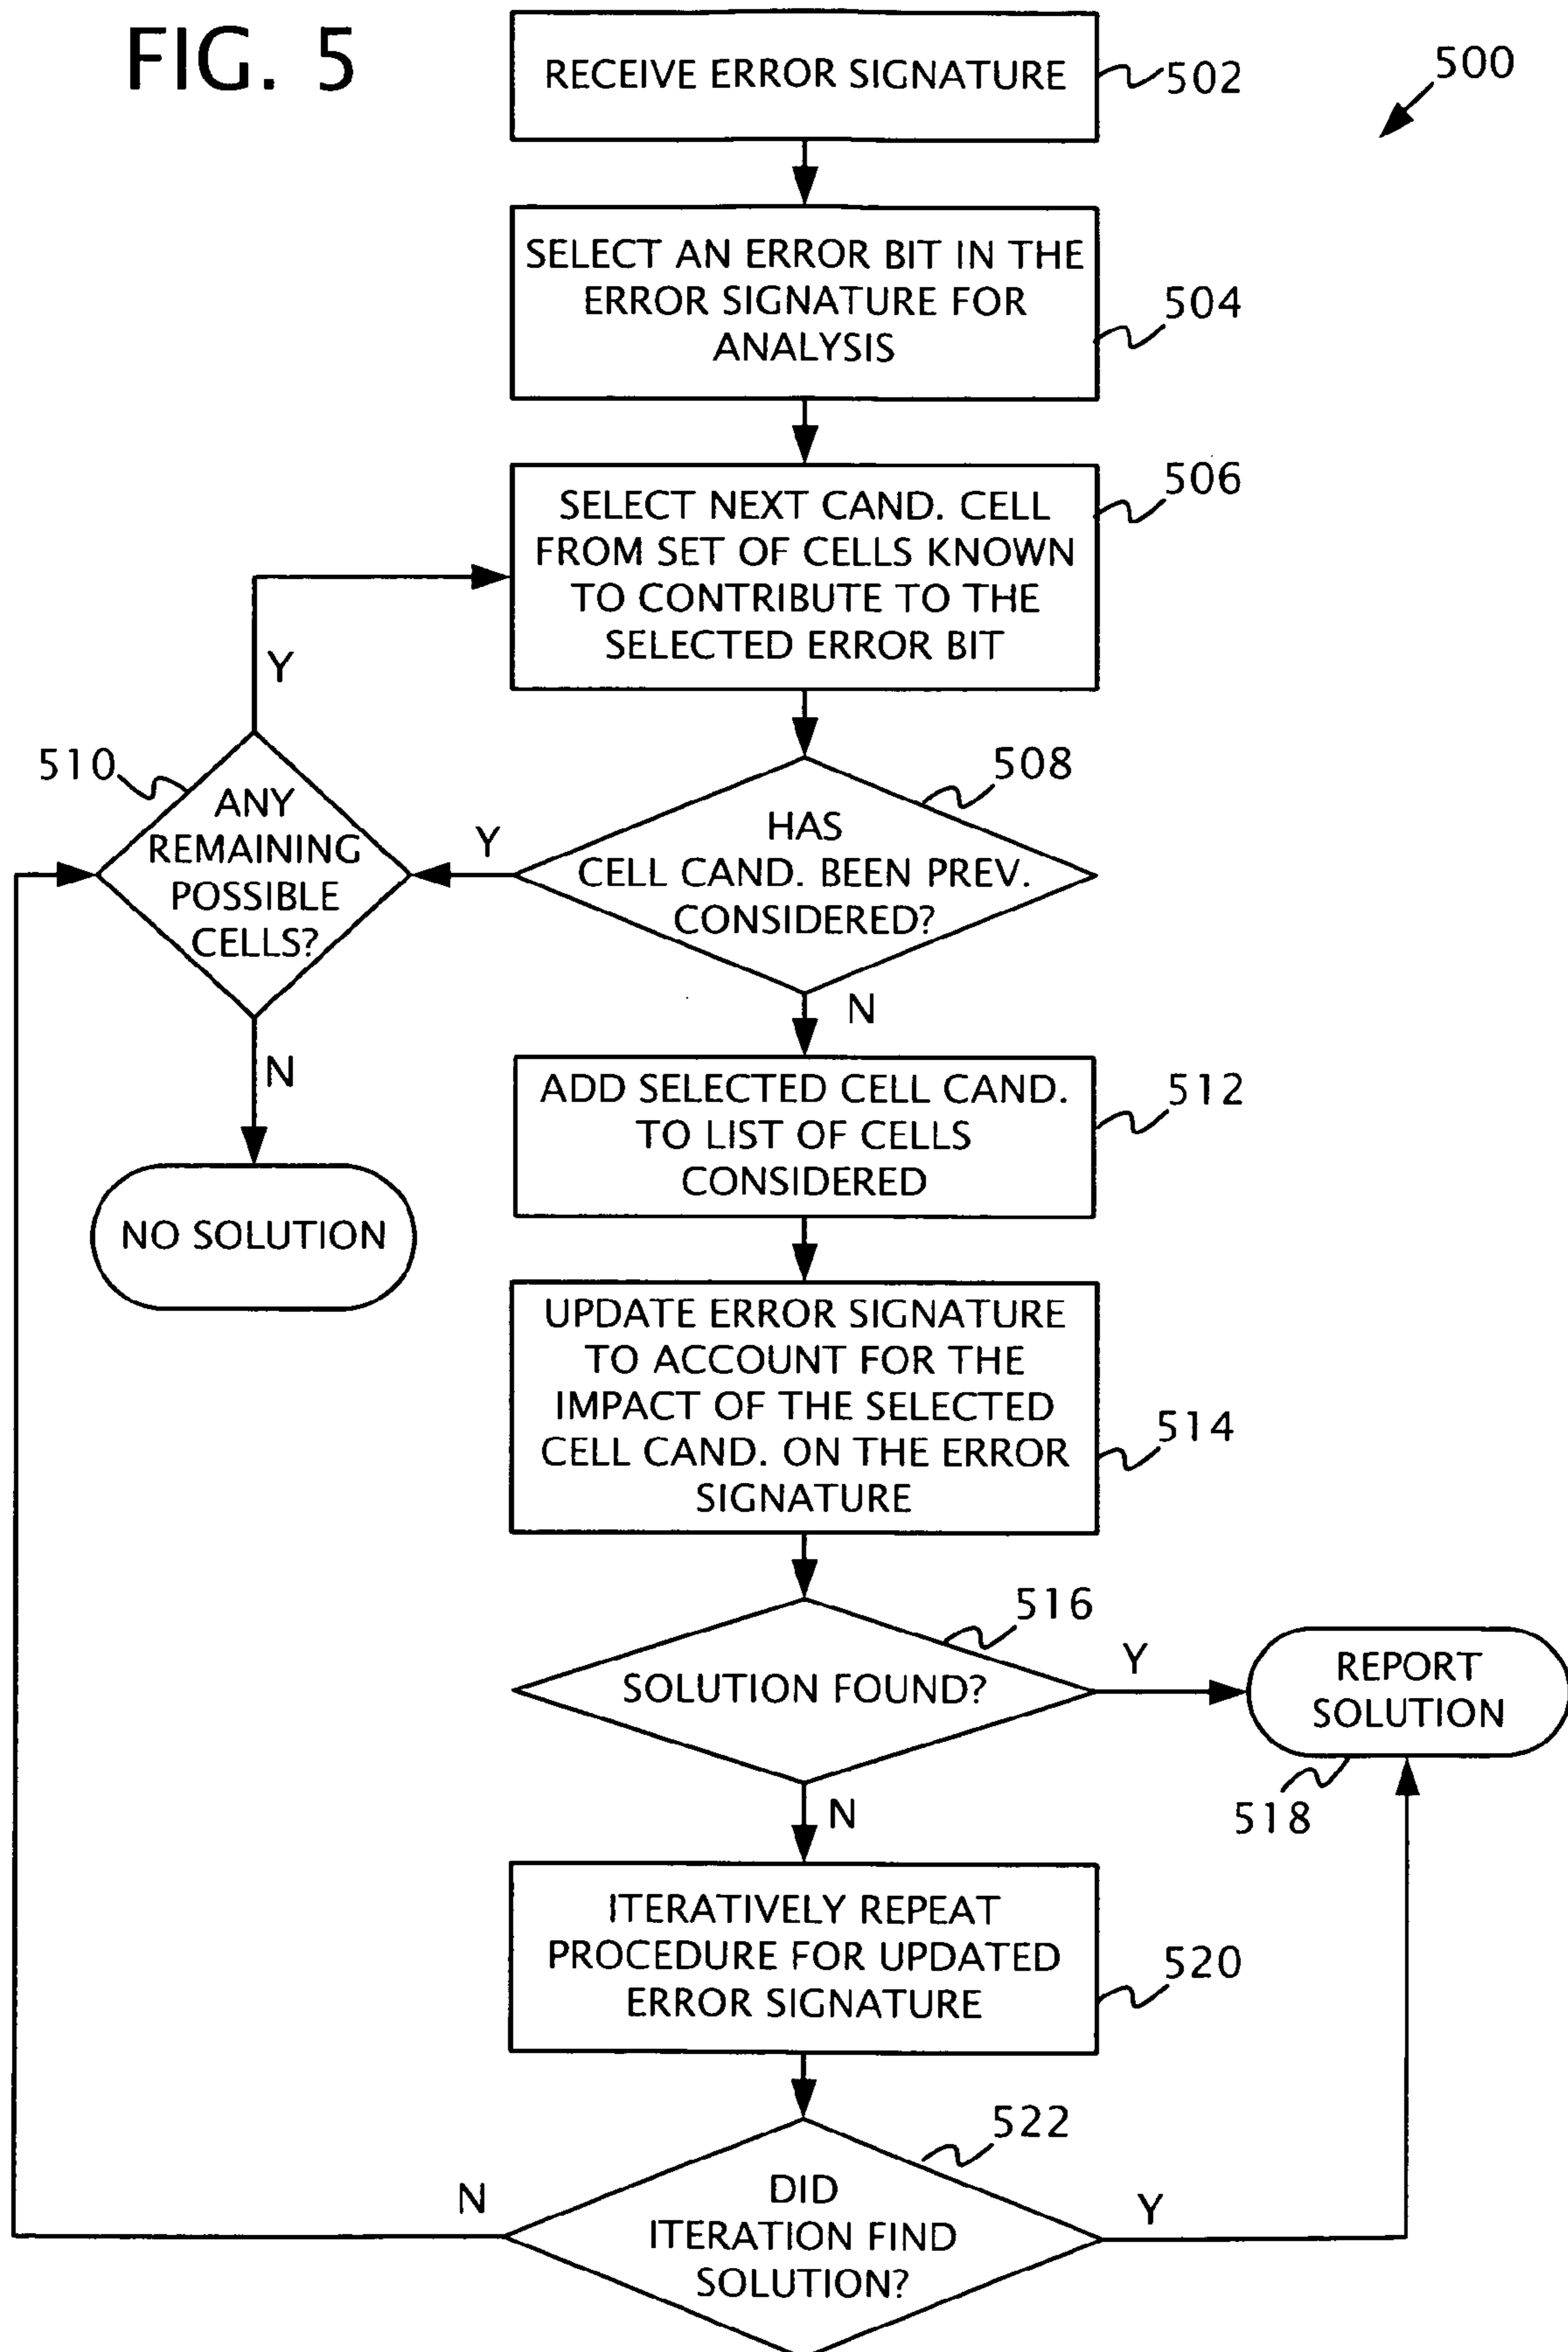 FIG. 5
500
RECEIVE ERROR SIGNATURE
502
SELECT AN ERROR BIT IN THE
ERROR SIGNATURE FOR
ANALYSIS
504
SELECT NEXT CAND. CELL
FROM SET OF CELLS KNOWN
TO CONTRIBUTE TO THE
SELECTED ERROR BIT
506
Y
510
ANY
REMAINING
POSSIBLE
CELLS?
Y
HAS
CELL CAND. BEEN PREV.
CONSIDERED?
508
N
N
NO SOLUTION
ADD SELECTED CELL CAND.
TO LIST OF CELLS
CONSIDERED
512
UPDATE ERROR SIGNATURE
TO ACCOUNT FOR THE
IMPACT OF THE SELECTED
CELL CAND. ON THE ERROR
SIGNATURE
514
SOLUTION FOUND?
516
Y
REPORT
SOLUTION
518
N
ITERATIVELY REPEAT
PROCEDURE FOR UPDATED
ERROR SIGNATURE
520
DID
ITERATION FIND
SOLUTION?
522
N
Y